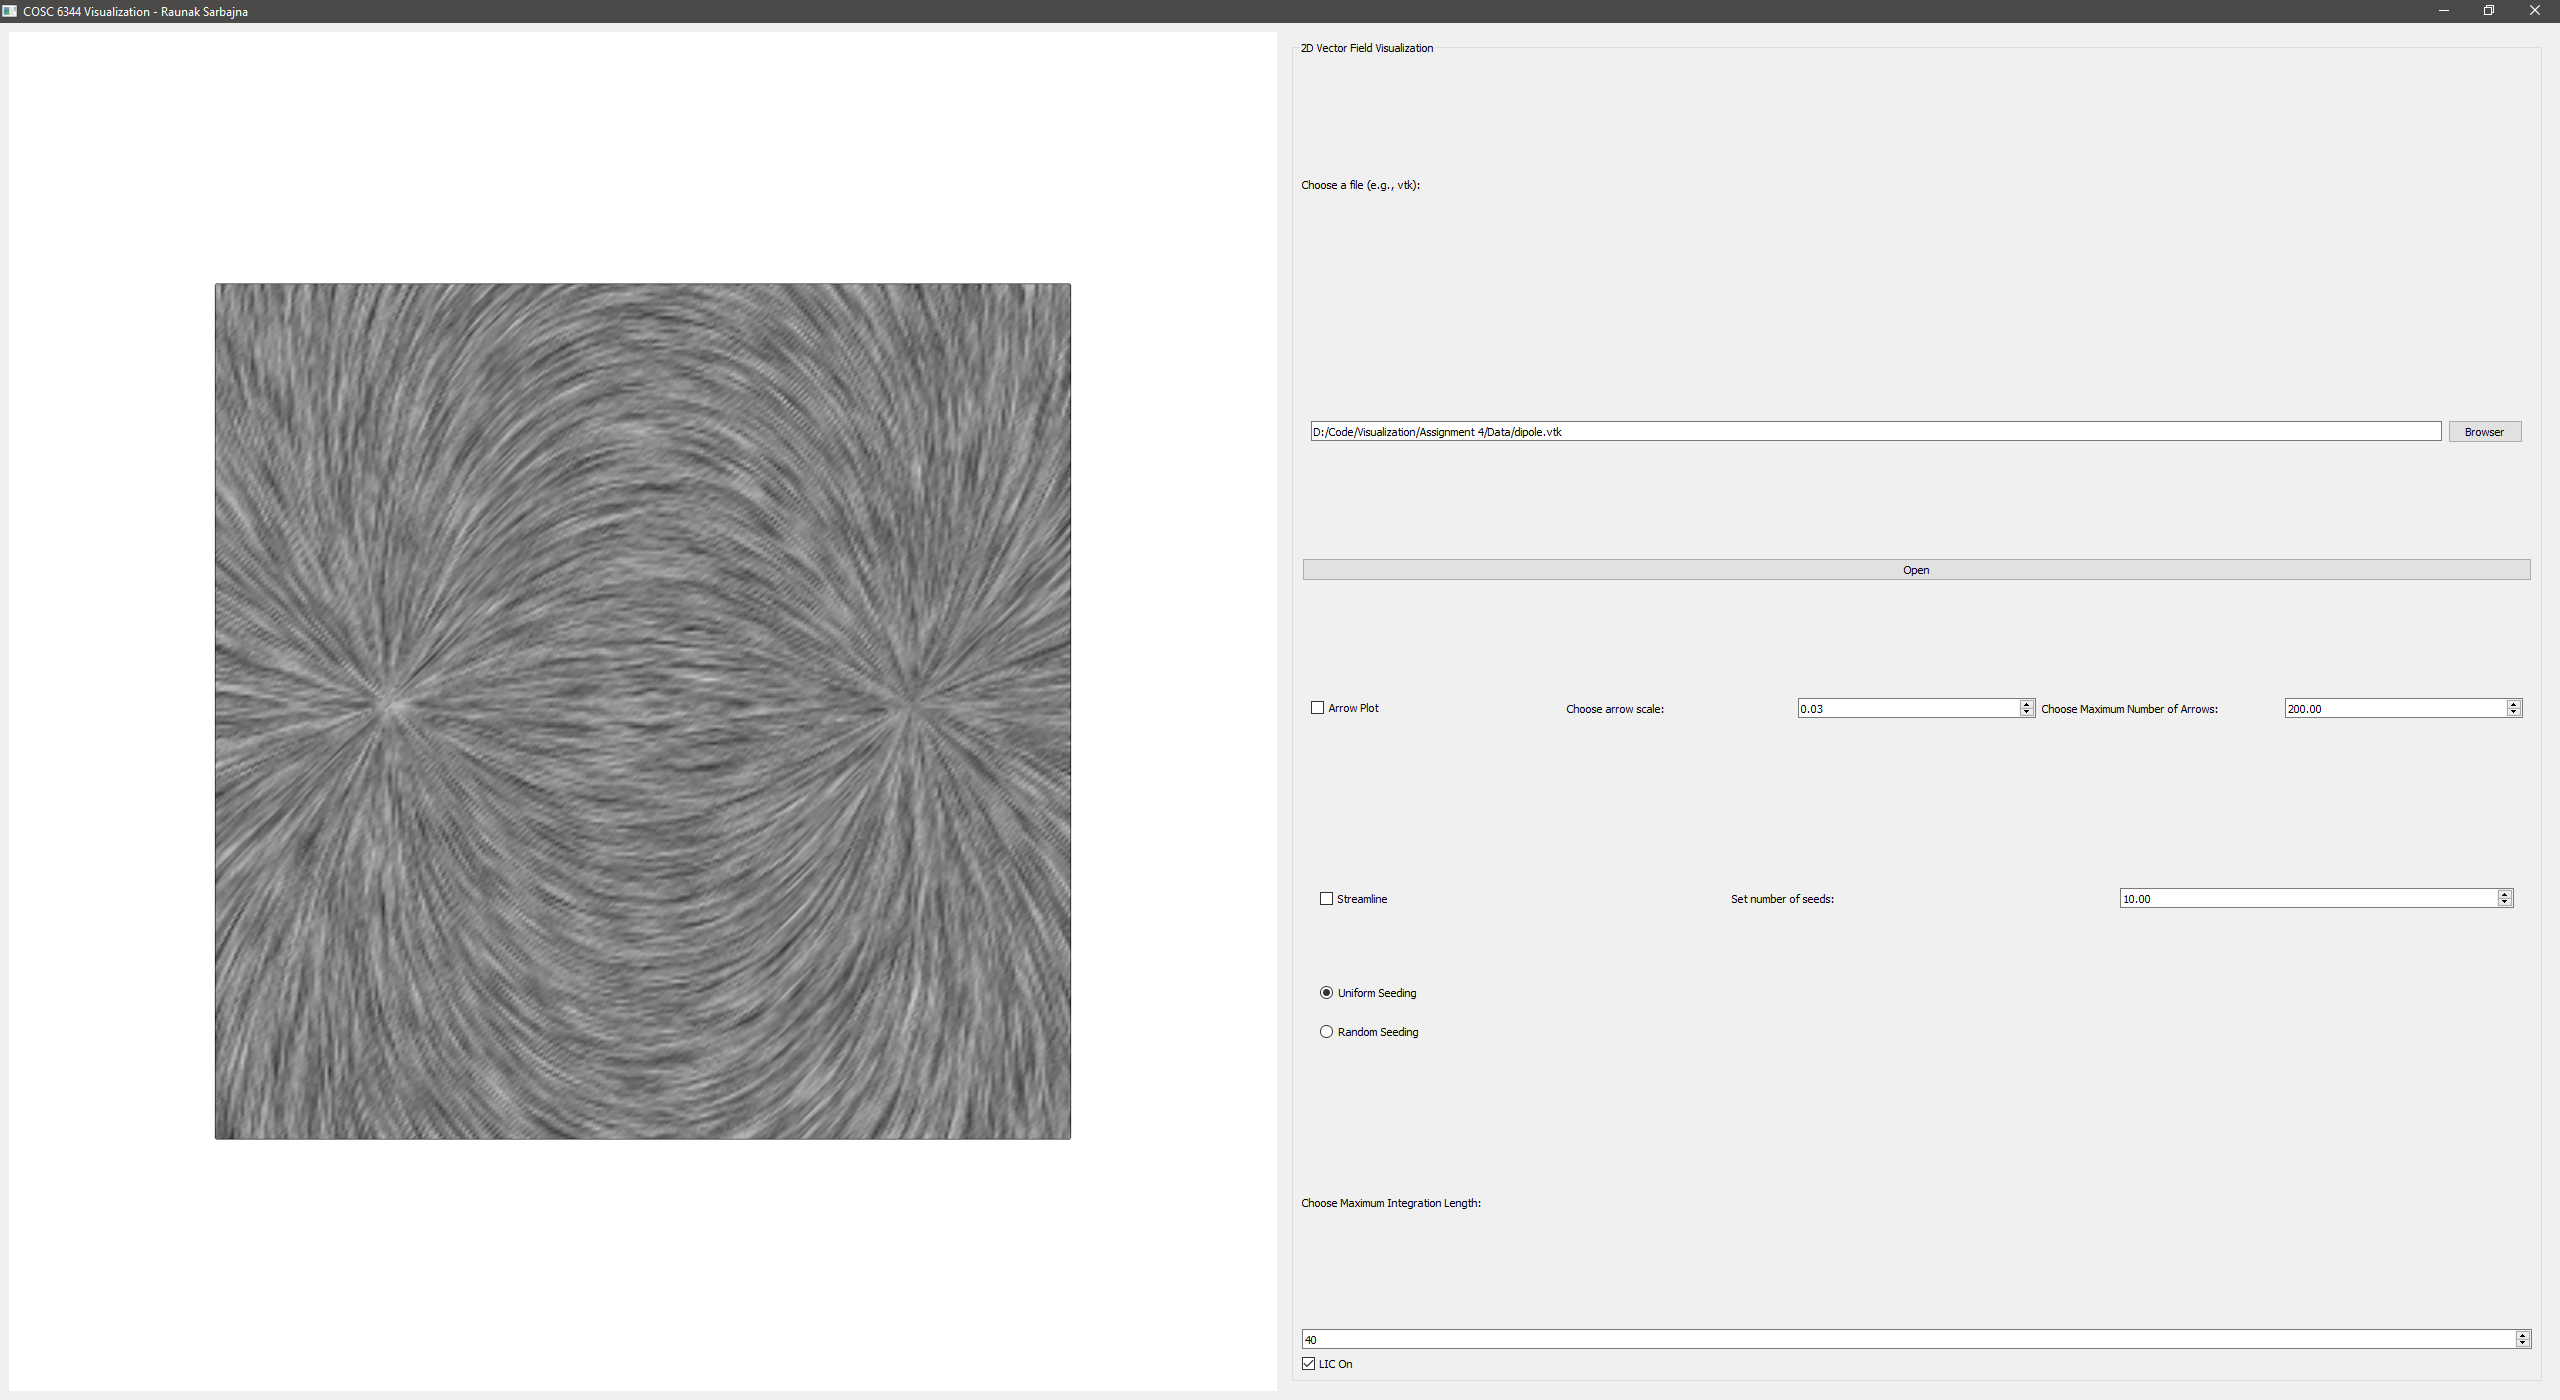 COSC 6344 Visualization - Raunak Sarbajna
2D Vector Field Visualization
Choose a file (e.g., vtk):
D:/Code/Visualization/Assignment 4/Data/dipole.vtk Browser
Open
Arrow Plot Choose arrow scale: 0.03 Choose Maximum Number of Arrows: 200.00
Streamline Set number of seeds: 10.00
Uniform Seeding
Random Seeding
Choose Maximum Integration Length:
40
LIC On